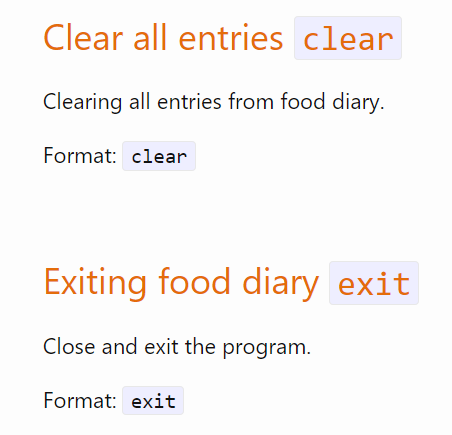 Clear all entries clear
Clearing all entries from food diary.
Format: clear
Exiting food diary exit
Close and exit the program.
Format: exit